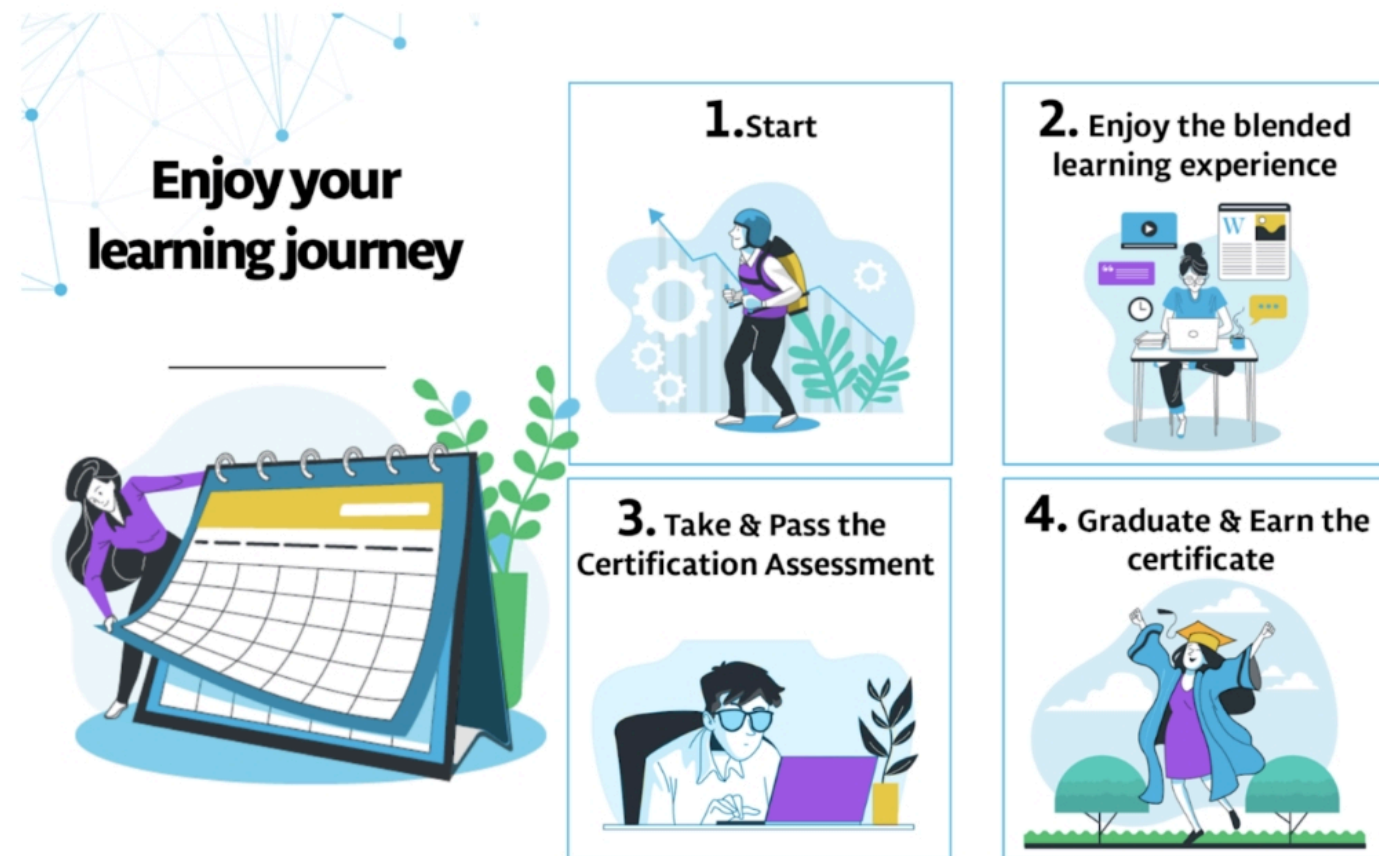 Enjoy your
learning journey
1.Start
2. Enjoy the blended
learning experience
W
3. Take & Pass the
Certification Assessment
4. Graduate & Earn the
certificate